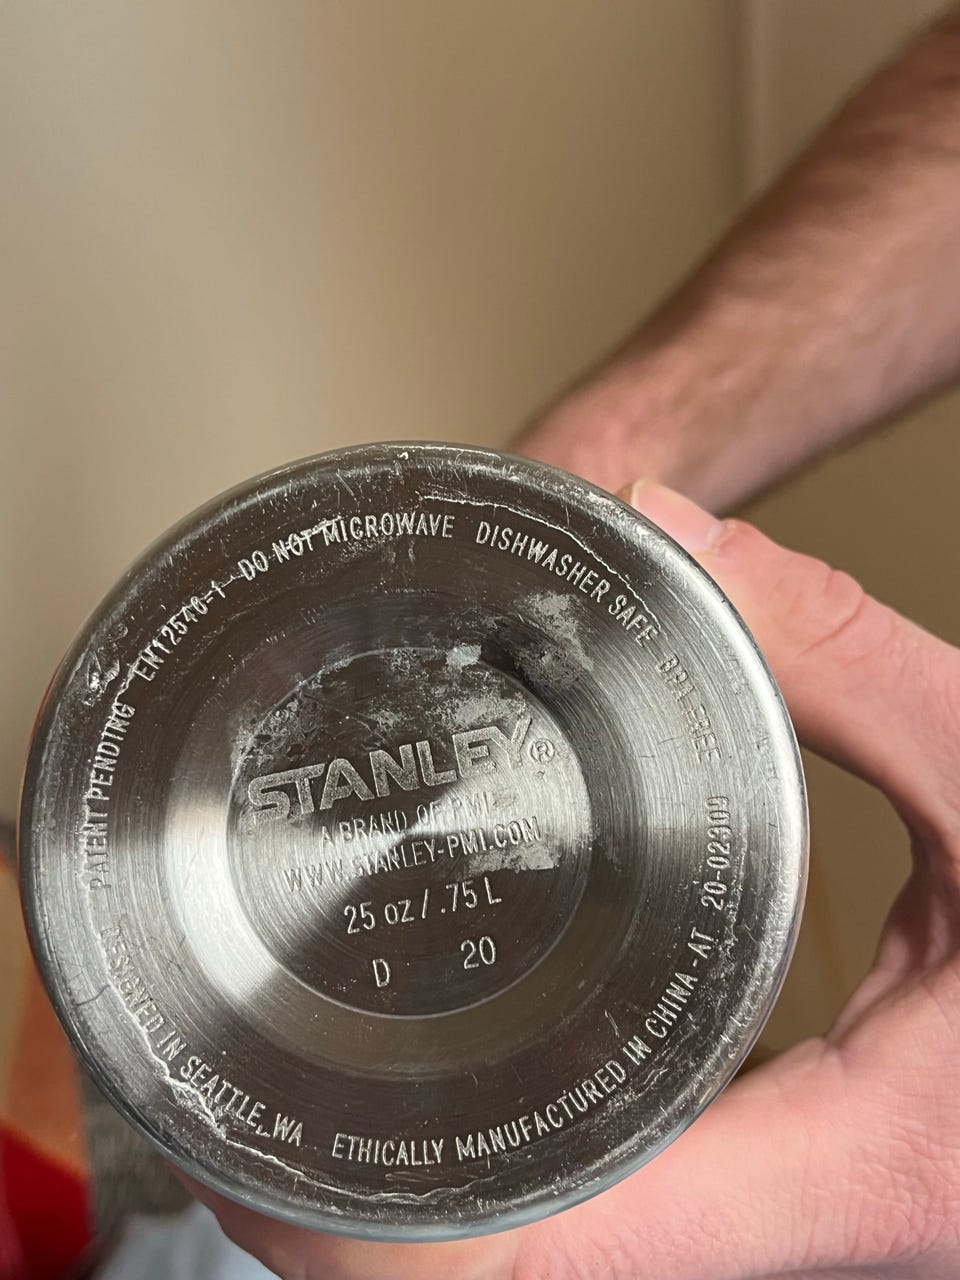 STANLEY®
A BRAND OF PMI
WWW.STANLEY-PMI.COM
25 oz / .75 L
D 20
PATENT PENDING EN12546-1 DO NOT MICROWAVE DISHWASHER SAFE BPA FREE
DESIGNED IN SEATTLE, WA ETHICALLY MANUFACTURED IN CHINA -AT 20-02309